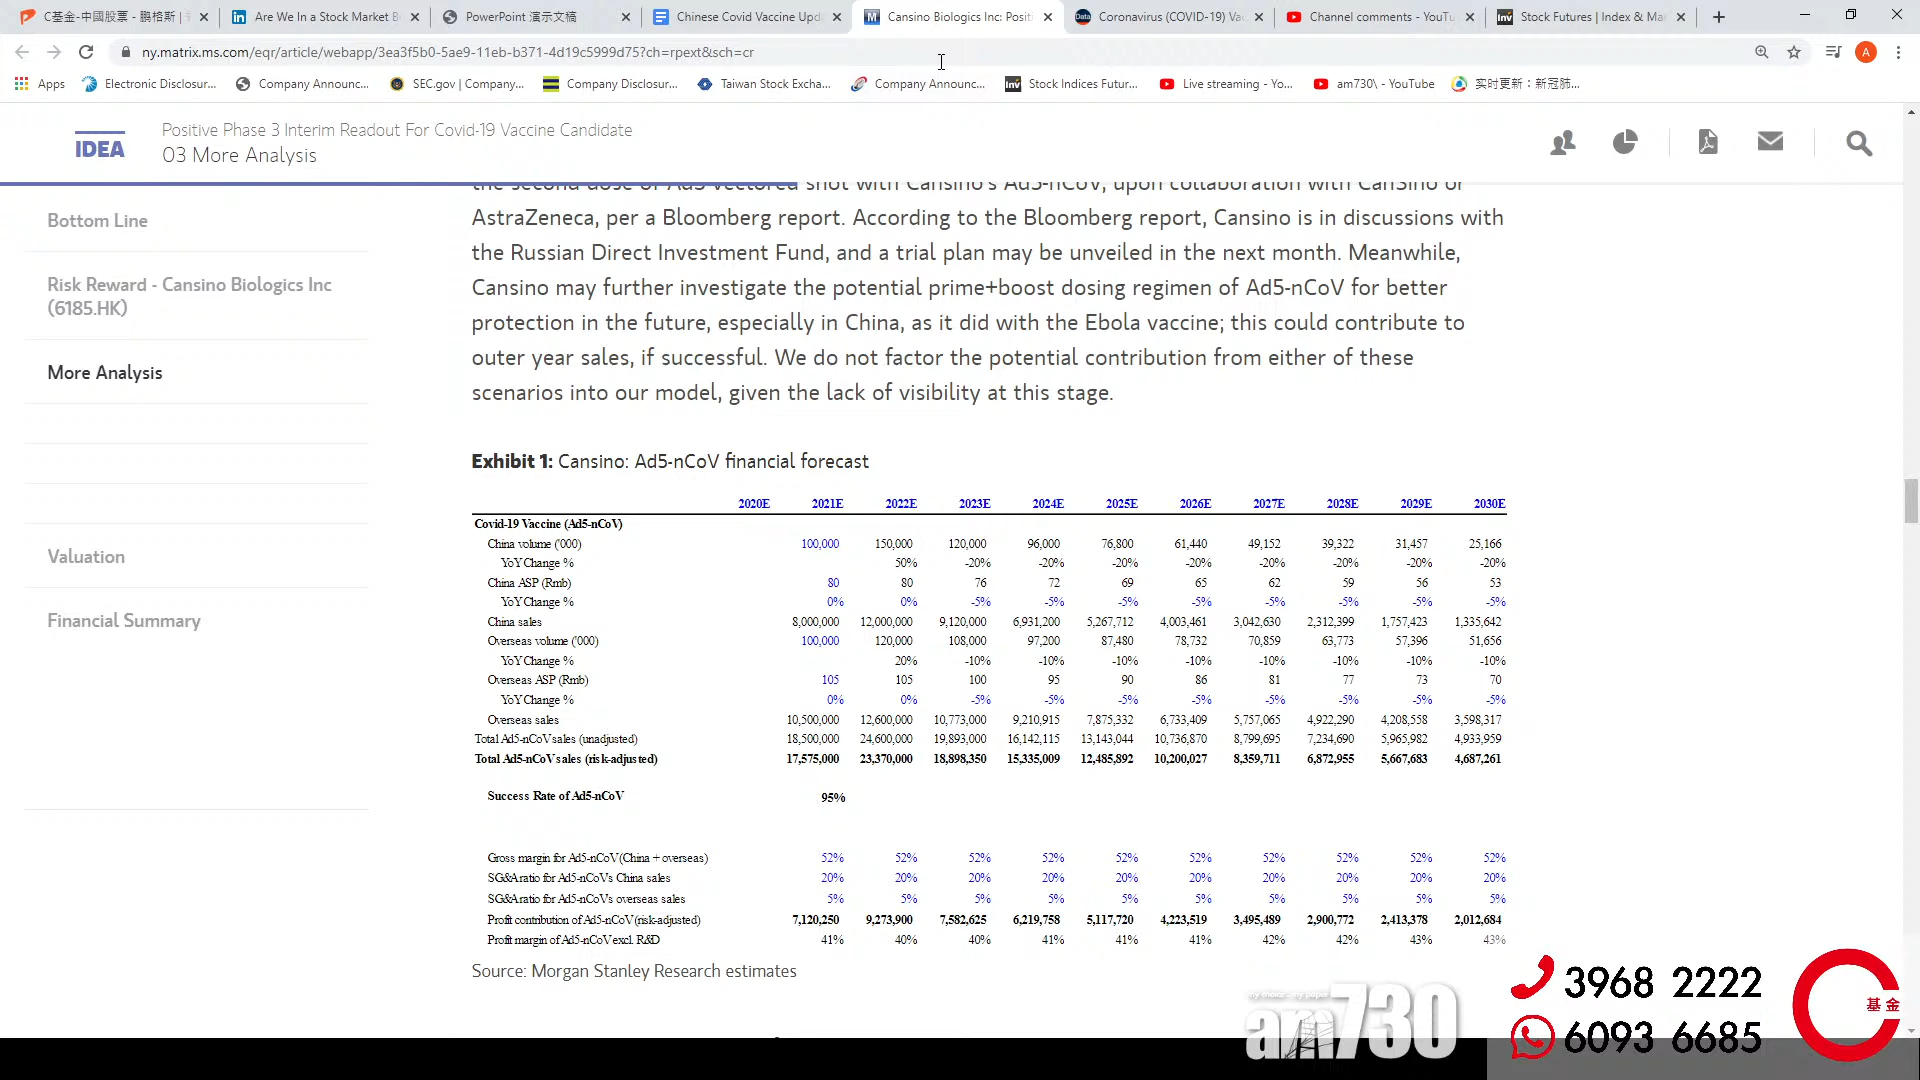 C基金-中國股票 - 鵬格斯 |
Are We In a Stock Market B
PowerPoint 演示文稿
Chinese Covid Vaccine Upd
Cansino Biologics Inc: Posit
Coronavirus (COVID-19) Va
Channel comments - YouTu
Stock Futures | Index & Ma
ny.matrix.ms.com/eqr/article/webapp/3ea3f5b0-5ae9-11eb-b371-4d19c5999d75?ch=rpext&sch=cr
A
Apps
Electronic Disclosur...
Company Announc...
SEC.gov | Company...
Company Disclosur...
Taiwan Stock Excha...
Company Announc...
Stock Indices Futur...
Live streaming - Yo...
am730\ - YouTube
实时更新：新冠肺...
IDEA
Positive Phase 3 Interim Readout For Covid-19 Vaccine Candidate
03 More Analysis
Bottom Line
Risk Reward - Cansino Biologics Inc
(6185.HK)
More Analysis
Valuation
Financial Summary
the second dose of Ad5 vectored shot with Cansino's Ad5-nCoV, upon collaboration with CanSino or
AstraZeneca, per a Bloomberg report. According to the Bloomberg report, Cansino is in discussions with
the Russian Direct Investment Fund, and a trial plan may be unveiled in the next month. Meanwhile,
Cansino may further investigate the potential prime+boost dosing regimen of Ad5-nCoV for better
protection in the future, especially in China, as it did with the Ebola vaccine; this could contribute to
outer year sales, if successful. We do not factor the potential contribution from either of these
scenarios into our model, given the lack of visibility at this stage.
Exhibit 1: Cansino: Ad5-nCoV financial forecast
2020E 2021E 2022E 2023E 2024E 2025E 2026E 2027E 2028E 2029E 2030E
Covid-19 Vaccine (Ad5-nCoV)
China volume ('000) 100,000 150,000 120,000 96,000 76,800 61,440 49,152 39,322 31,457 25,166
YoY Change % 50% -20% -20% -20% -20% -20% -20% -20% -20%
China ASP (Rmb) 80 80 76 72 69 65 62 59 56 53
YoY Change % 0% 0% -5% -5% -5% -5% -5% -5% -5% -5%
China sales 8,000,000 12,000,000 9,120,000 6,931,200 5,267,712 4,003,461 3,042,630 2,312,399 1,757,423 1,335,642
Overseas volume ('000) 100,000 120,000 108,000 97,200 87,480 78,732 70,859 63,773 57,396 51,656
YoY Change % 20% -10% -10% -10% -10% -10% -10% -10% -10%
Overseas ASP (Rmb) 105 105 100 95 90 86 81 77 73 70
YoY Change % 0% 0% -5% -5% -5% -5% -5% -5% -5% -5%
Overseas sales 10,500,000 12,600,000 10,773,000 9,210,915 7,875,332 6,733,409 5,757,065 4,922,290 4,208,558 3,598,317
Total Ad5-nCoV sales (unadjusted) 18,500,000 24,600,000 19,893,000 16,142,115 13,143,044 10,736,870 8,799,695 7,234,690 5,965,982 4,933,959
Total Ad5-nCoV sales (risk-adjusted) 17,575,000 23,370,000 18,898,350 15,335,009 12,485,892 10,200,027 8,359,711 6,872,955 5,667,683 4,687,261
Success Rate of Ad5-nCoV 95%
Gross margin for Ad5-nCoV (China + overseas) 52% 52% 52% 52% 52% 52% 52% 52% 52% 52%
SG&A ratio for Ad5-nCoVs China sales 20% 20% 20% 20% 20% 20% 20% 20% 20% 20%
SG&A ratio for Ad5-nCoVs overseas sales 5% 5% 5% 5% 5% 5% 5% 5% 5% 5%
Profit contribution of Ad5-nCoV (risk-adjusted) 7,120,250 9,273,900 7,582,625 6,219,758 5,117,720 4,223,519 3,495,489 2,900,772 2,413,378 2,012,684
Profit margin of Ad5-nCoV excl. R&D 41% 40% 40% 41% 41% 41% 42% 42% 43% 43%
Source: Morgan Stanley Research estimates
my choice · my paper
am730
3968 2222
6093 6685
基金